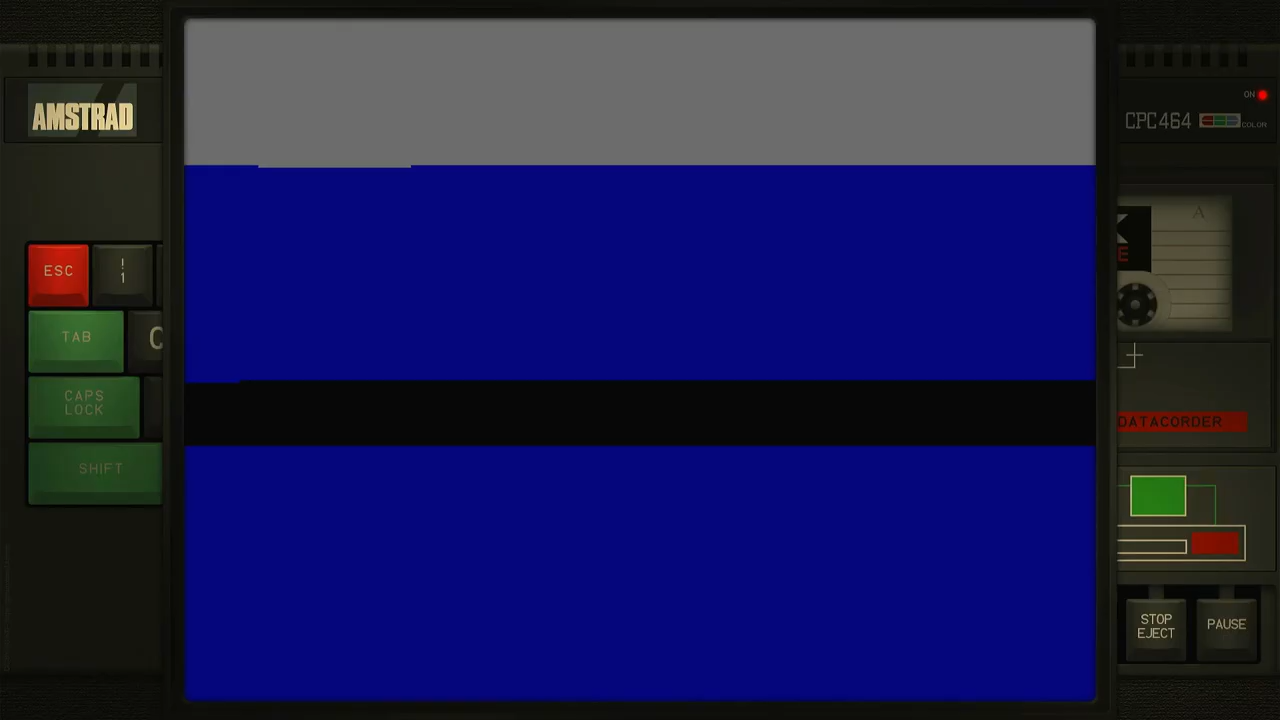 AMSTRAD
ESC
!
1
TAB
CAPS
LOCK
SHIFT
ON
CPC464
COLOR
A
K
E
DATACORDER
STOP
EJECT
PAUSE